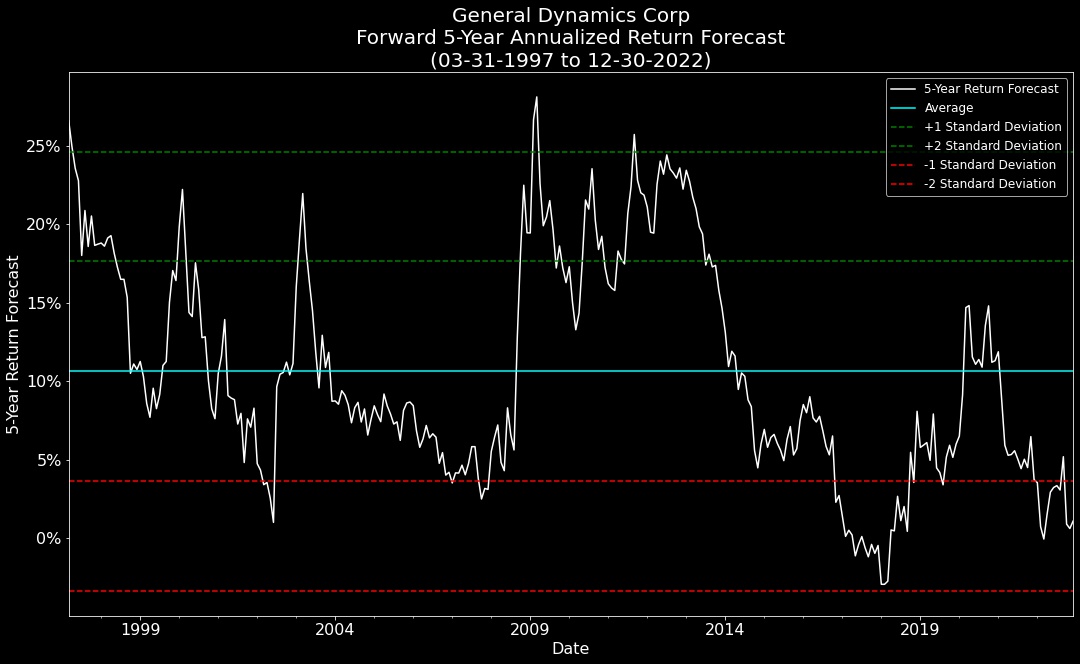 General Dynamics Corp
Forward 5-Year Annualized Return Forecast
(03-31-1997 to 12-30-2022)
5-Year Return Forecast
Average
+1 Standard Deviation
+2 Standard Deviation
-1 Standard Deviation
-2 Standard Deviation
5-Year Return Forecast
25%
20%
15%
10%
5%
0%
1999
2004
2009
2014
2019
Date